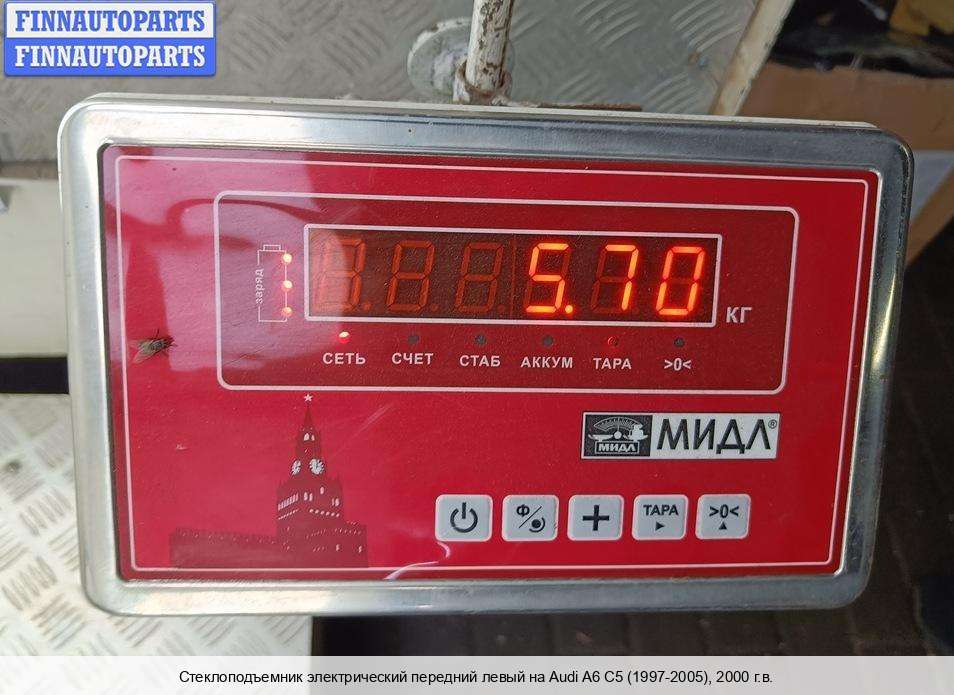 FINNAUTOPARTS
FINNAUTOPARTS
заряд
5.70
КГ
СЕТЬ СЧЕТ СТАБ АККУМ ТАРА >0<
МИДЛ МИДЛ®
Ф ТАРА >0<
Стеклоподъемник электрический передний левый на Audi A6 C5 (1997-2005), 2000 г.в.